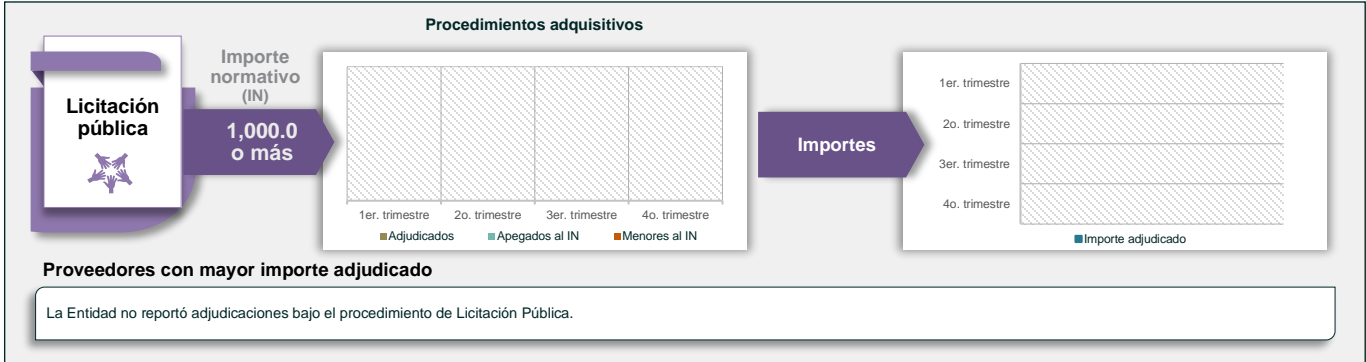 Procedimientos adquisitivos
Licitación
pública
Importe
normativo
(IN)
1,000.0
o más
1er. trimestre 2o. trimestre 3er. trimestre 4o. trimestre
Adjudicados Apegados al IN Menores al IN
Importes
1er. trimestre
2o. trimestre
3er. trimestre
4o. trimestre
Importe adjudicado
Proveedores con mayor importe adjudicado
La Entidad no reportó adjudicaciones bajo el procedimiento de Licitación Pública.